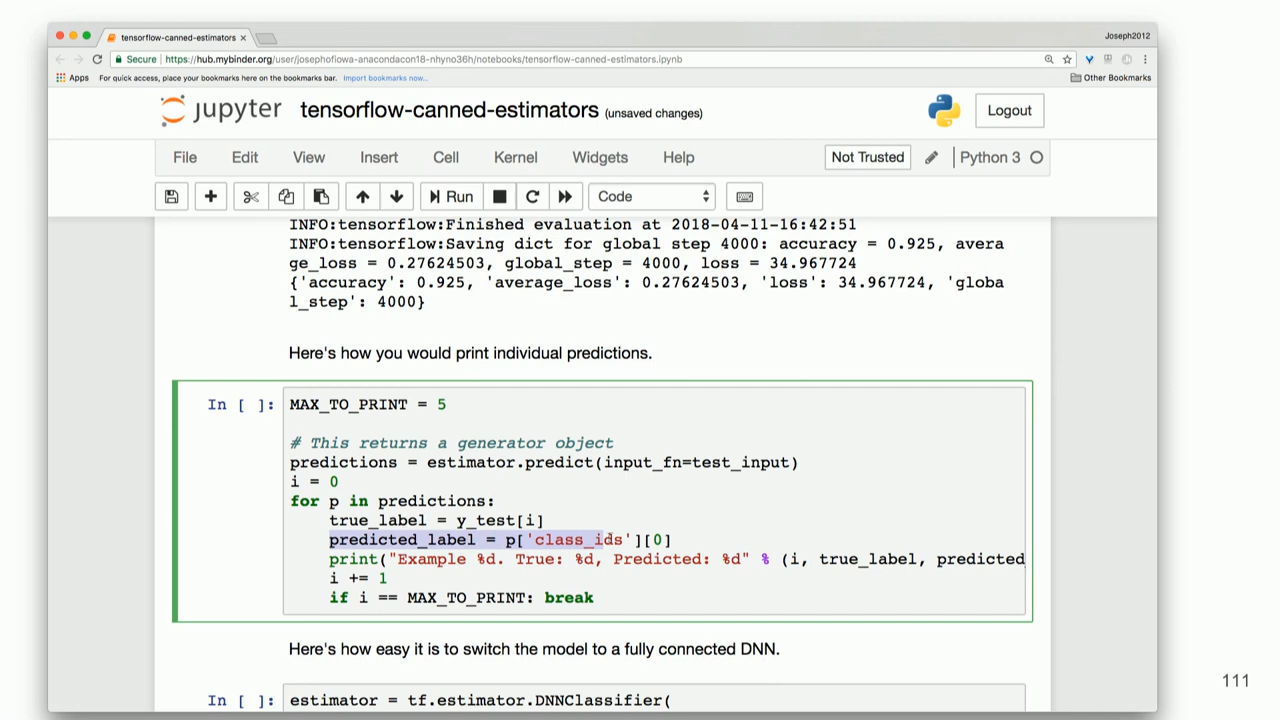 tensorflow-canned-estimators
Joseph2012
Secure https://hub.mybinder.org/user/josephofiowa-anacondacon18-nhyno36h/notebooks/tensorflow-canned-estimators.ipynb
Apps For quick access, place your bookmarks here on the bookmarks bar. Import bookmarks now... Other Bookmarks
jupyter tensorflow-canned-estimators (unsaved changes) Logout
File Edit View Insert Cell Kernel Widgets Help Not Trusted Python 3
Run Code
INFO:tensorflow:Finished evaluation at 2018-04-11-16:42:51
INFO:tensorflow:Saving dict for global step 4000: accuracy = 0.925, avera
ge_loss = 0.27624503, global_step = 4000, loss = 34.967724
{'accuracy': 0.925, 'average_loss': 0.27624503, 'loss': 34.967724, 'globa
l_step': 4000}
Here's how you would print individual predictions.
In [ ]: MAX_TO_PRINT = 5
# This returns a generator object
predictions = estimator.predict(input_fn=test_input)
i = 0
for p in predictions:
true_label = y_test[i]
predicted_label = p['class_ids'][0]
print("Example %d. True: %d, Predicted: %d" % (i, true_label, predicted
i += 1
if i == MAX_TO_PRINT: break
Here's how easy it is to switch the model to a fully connected DNN.
In [ ]: estimator = tf.estimator.DNNClassifier(
111